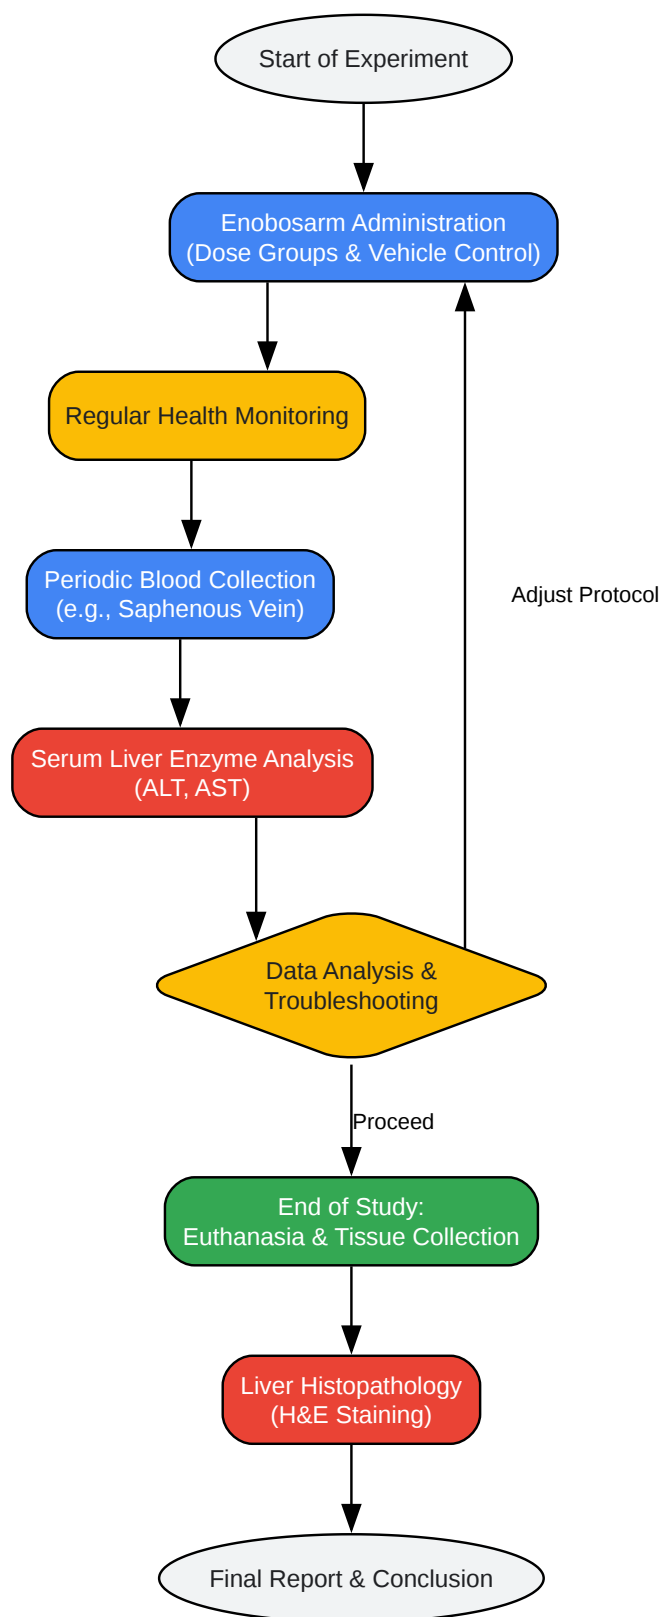 Start of Experiment
Enobosarm Administration
(Dose Groups & Vehicle Control)
Regular Health Monitoring
Periodic Blood Collection
(e.g., Saphenous Vein)
Adjust Protocol
Serum Liver Enzyme Analysis
(ALT, AST)
Data Analysis &
Troubleshooting
Proceed
End of Study:
Euthanasia & Tissue Collection
Liver Histopathology
(H&E Staining)
Final Report & Conclusion